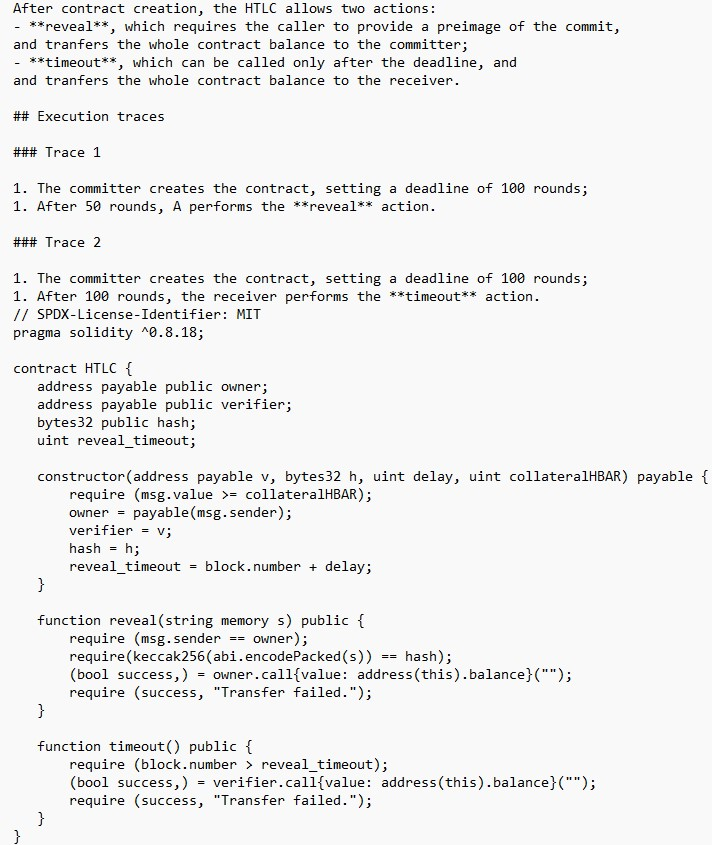 After contract creation, the HTLC allows two actions:
- **reveal**, which requires the caller to provide a preimage of the commit,
and tranfers the whole contract balance to the committer;
- **timeout**, which can be called only after the deadline, and
and tranfers the whole contract balance to the receiver.

## Execution traces

### Trace 1

1. The committer creates the contract, setting a deadline of 100 rounds;
1. After 50 rounds, A performs the **reveal** action.

### Trace 2

1. The committer creates the contract, setting a deadline of 100 rounds;
1. After 100 rounds, the receiver performs the **timeout** action.
// SPDX-License-Identifier: MIT
pragma solidity ^0.8.18;

contract HTLC {
   address payable public owner;
   address payable public verifier;
   bytes32 public hash;
   uint reveal_timeout;

   constructor(address payable v, bytes32 h, uint delay, uint collateralHBAR) payable {
       require (msg.value >= collateralHBAR);
       owner = payable(msg.sender);
       verifier = v;
       hash = h;
       reveal_timeout = block.number + delay;
   }

   function reveal(string memory s) public {
       require (msg.sender == owner);
       require(keccak256(abi.encodePacked(s)) == hash);
       (bool success,) = owner.call{value: address(this).balance}("");
       require (success, "Transfer failed.");
   }

   function timeout() public {
       require (block.number > reveal_timeout);
       (bool success,) = verifier.call{value: address(this).balance}("");
       require (success, "Transfer failed.");
   }
}